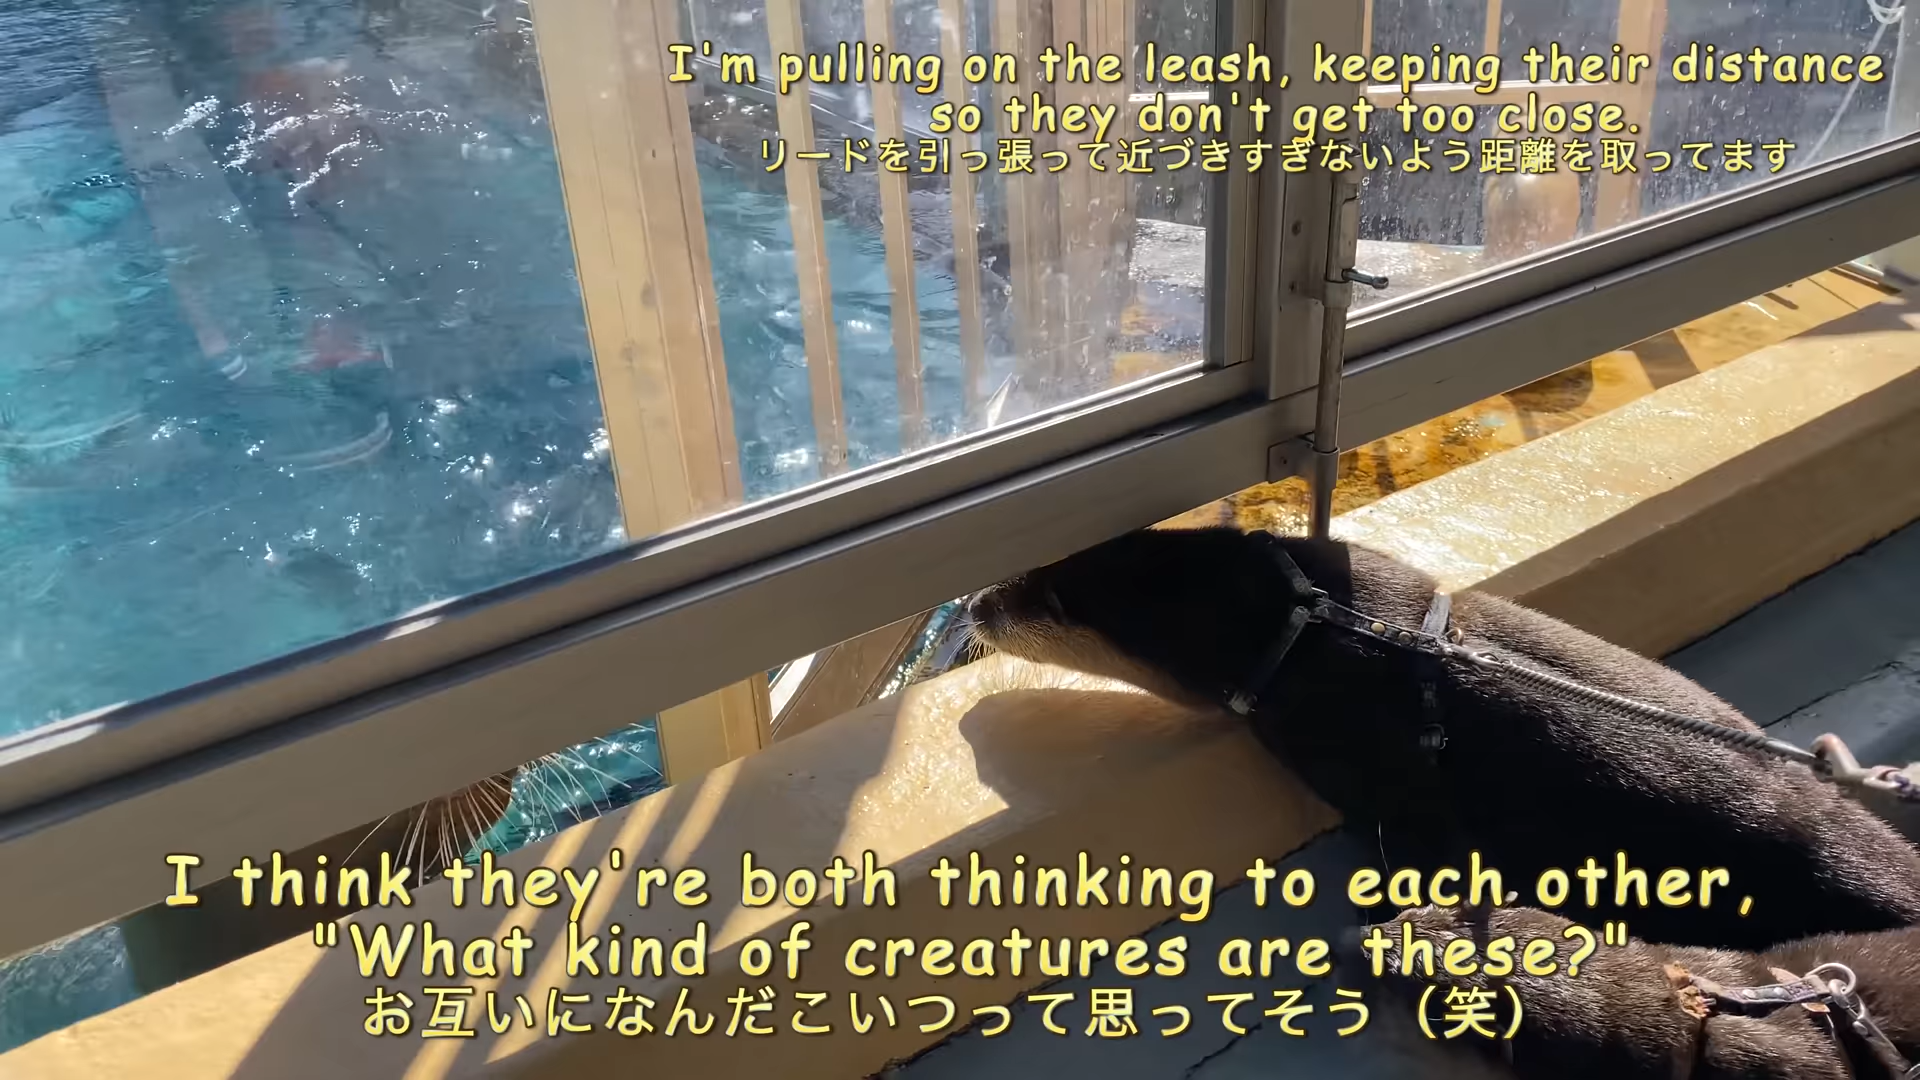 I'm pulling on the leash, keeping their distance
so they don't get too close.
リードを引っ張って近づきすぎないよう距離を取ってます
I think they're both thinking to each other,
"What kind of creatures are these?"
お互いになんだこいつって思ってそう（笑）